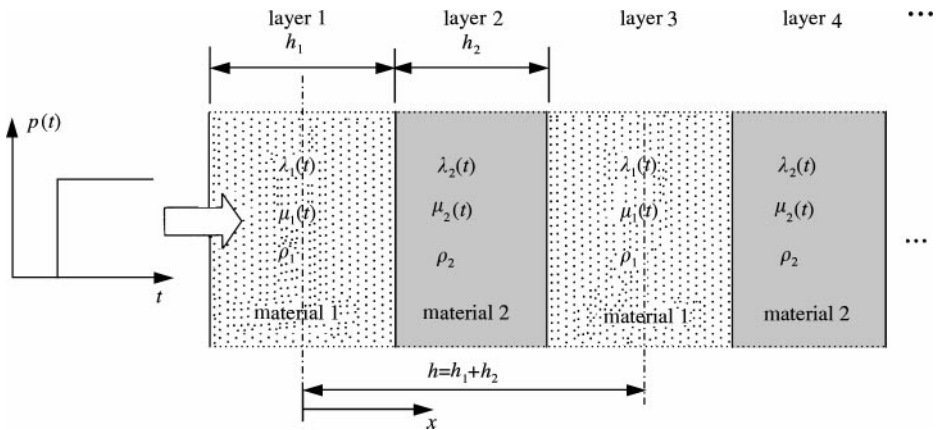 layer 1 layer 2 layer 3 layer 4 ...
h₁ h₂
p(t)
λ₁(t) λ₂(t) λ₁(t) λ₂(t)
μ₁(t) μ₂(t) μ₁(t) μ₂(t) ...
ρ₁ ρ₂ ρ₁ ρ₂
t
material 1 material 2 material 1 material 2
h=h₁+h₂
x